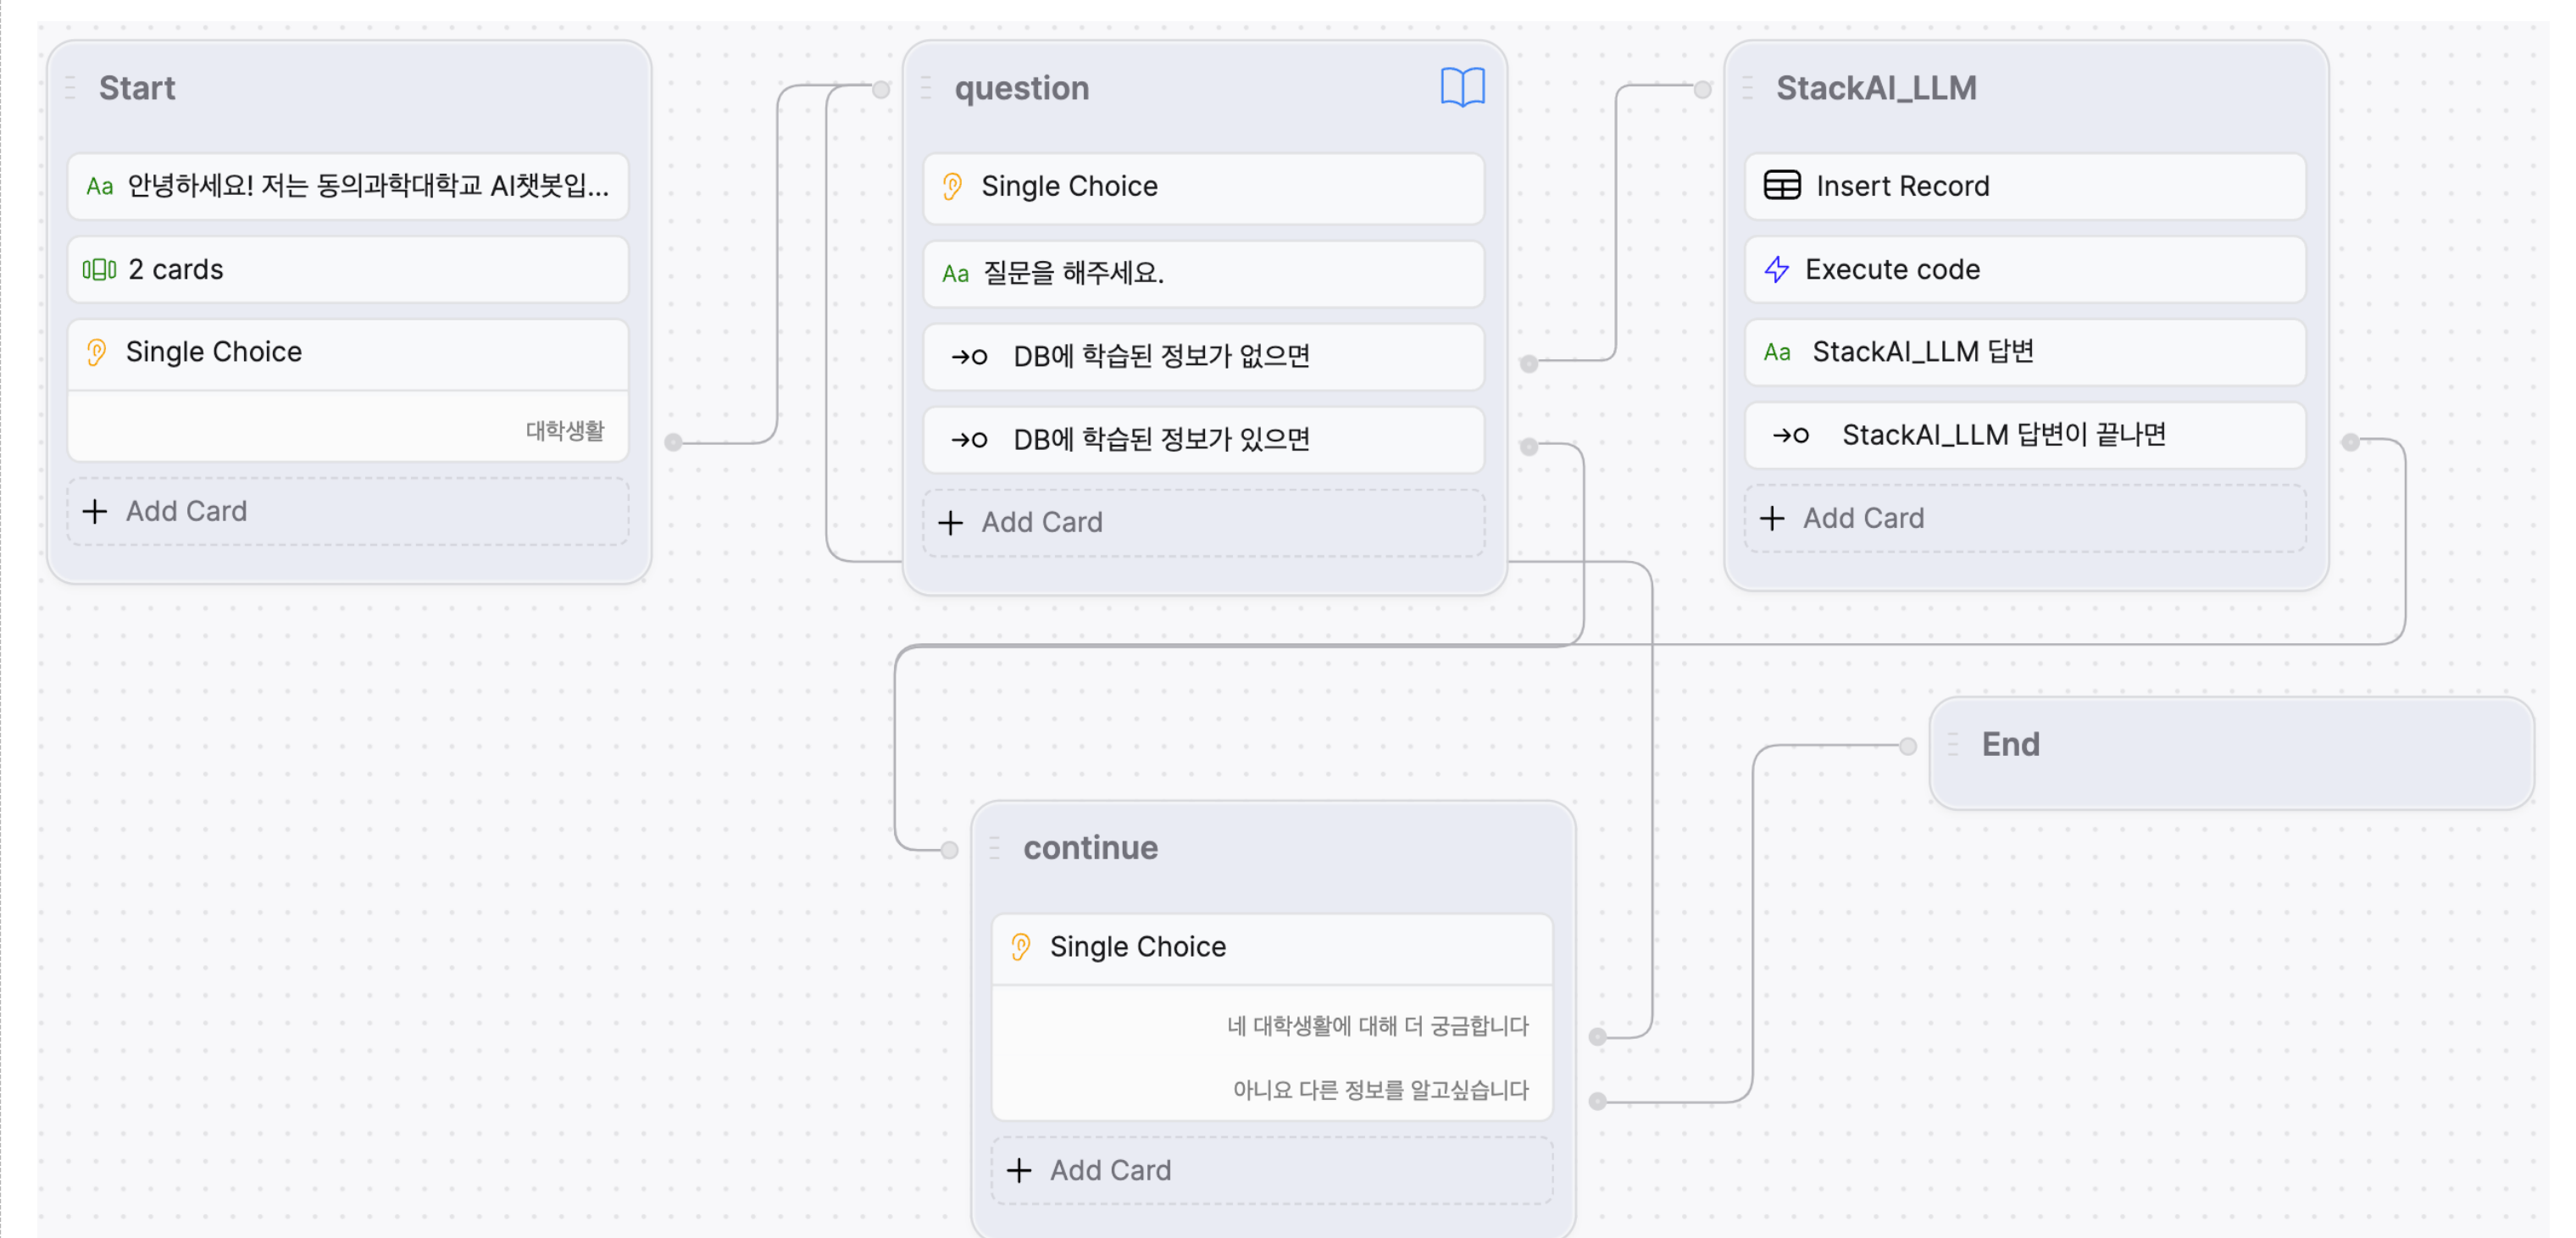 Start
Aa 안녕하세요! 저는 동의과학대학교 AI챗봇입...
2 cards
Single Choice
대학생활
+ Add Card
question
Single Choice
Aa 질문을 해주세요.
DB에 학습된 정보가 없으면
DB에 학습된 정보가 있으면
+ Add Card
StackAI_LLM
Insert Record
Execute code
Aa StackAI_LLM 답변
StackAI_LLM 답변이 끝나면
+ Add Card
End
continue
Single Choice
네 대학생활에 대해 더 궁금합니다
아니요 다른 정보를 알고싶습니다
+ Add Card